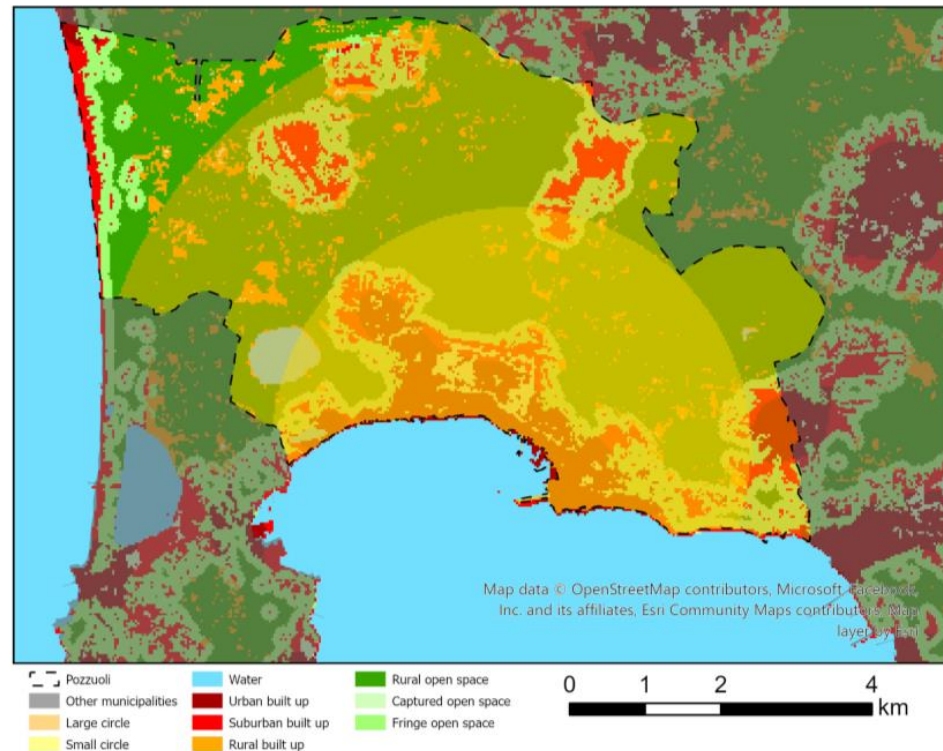 Map data © OpenStreetMap contributors, Microsoft, Facebook,
Inc. and its affiliates, Esri Community Maps contributors, Map
layer by Esri
Pozzuoli
Other municipalities
Large circle
Small circle
Water
Urban built up
Suburban built up
Rural built up
Rural open space
Captured open space
Fringe open space
0 1 2 4
km